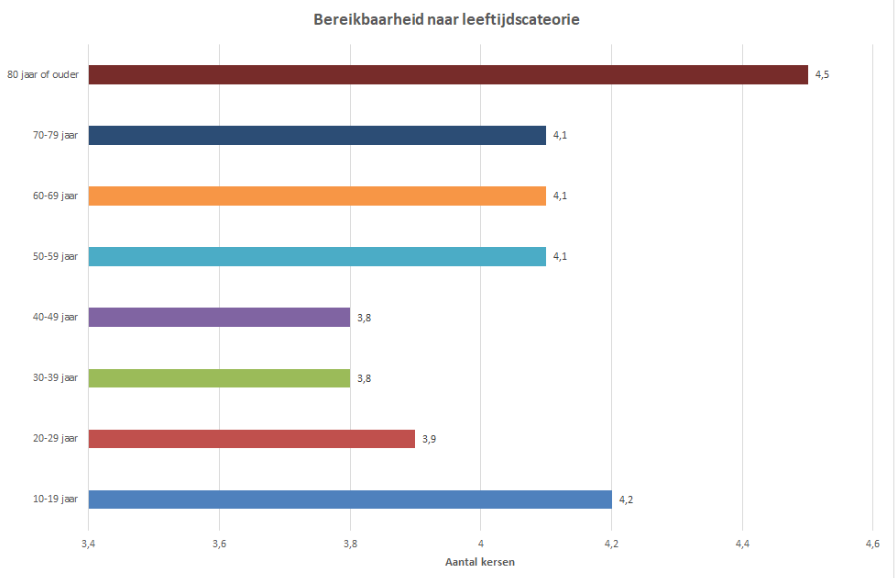 Bereikbaarheid naar leeftijdscateorie
80 jaar of ouder 4,5
70-79 jaar 4,1
60-69 jaar 4,1
50-59 jaar 4,1
40-49 jaar 3,8
30-39 jaar 3,8
20-29 jaar 3,9
10-19 jaar 4,2
3,4 3,6 3,8 4 4,2 4,4 4,6
Aantal kersen